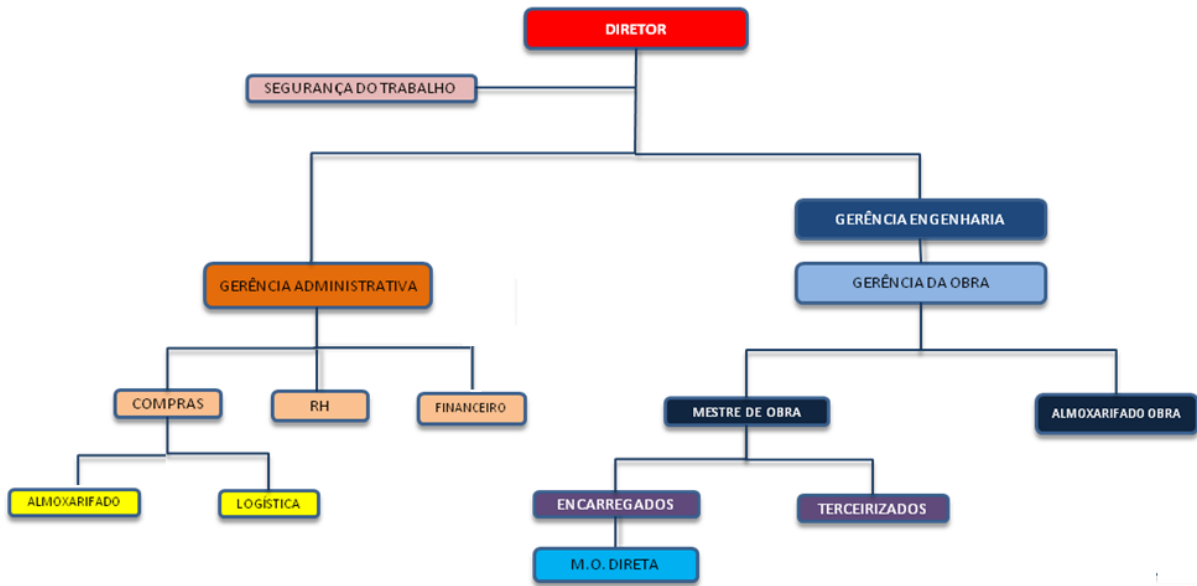 DIRETOR
SEGURANÇA DO TRABALHO
GERÊNCIA ENGENHARIA
GERÊNCIA ADMINISTRATIVA
GERÊNCIA DA OBRA
COMPRAS
RH
FINANCEIRO
MESTRE DE OBRA
ALMOXARIFADO OBRA
ALMOXARIFADO
LOGÍSTICA
ENCARREGADOS
TERCEIRIZADOS
M.O. DIRETA